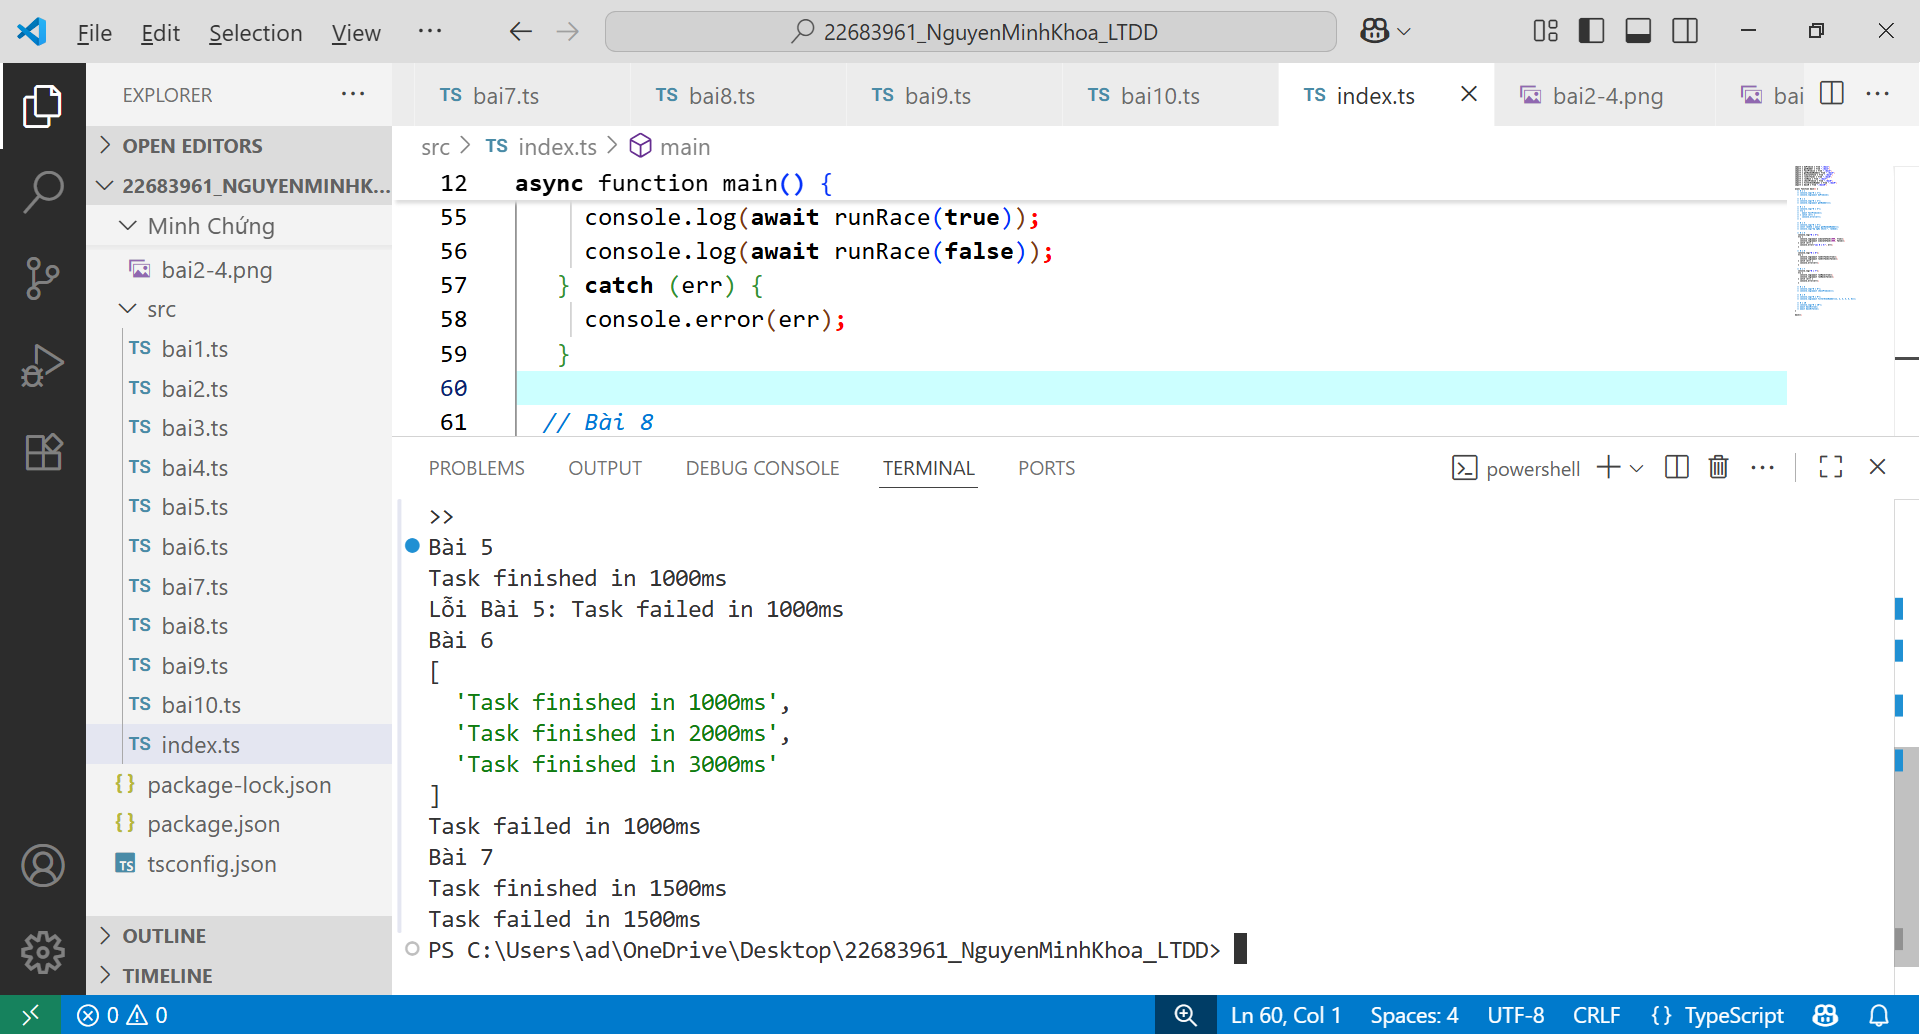 File Edit Selection View ··· 22683961_NguyenMinhKhoa_LTDD
EXPLORER ···
OPEN EDITORS
22683961_NGUYENMINHK...
Minh Chứng
bai2-4.png
src
TS bai1.ts
TS bai2.ts
TS bai3.ts
TS bai4.ts
TS bai5.ts
TS bai6.ts
TS bai7.ts
TS bai8.ts
TS bai9.ts
TS bai10.ts
TS index.ts
{} package-lock.json
{} package.json
TS tsconfig.json
OUTLINE
TIMELINE
TS bai7.ts TS bai8.ts TS bai9.ts TS bai10.ts TS index.ts bai2-4.png bai ···
src > TS index.ts > main
12 async function main() {
55 console.log(await runRace(true));
56 console.log(await runRace(false));
57 } catch (err) {
58 console.error(err);
59 }
60
61 // Bài 8
PROBLEMS OUTPUT DEBUG CONSOLE TERMINAL PORTS powershell ···
>>
Bài 5
Task finished in 1000ms
Lỗi Bài 5: Task failed in 1000ms
Bài 6
[
'Task finished in 1000ms',
'Task finished in 2000ms',
'Task finished in 3000ms'
]
Task failed in 1000ms
Bài 7
Task finished in 1500ms
Task failed in 1500ms
PS C:\Users\ad\OneDrive\Desktop\22683961_NguyenMinhKhoa_LTDD>
0 0 Ln 60, Col 1 Spaces: 4 UTF-8 CRLF {} TypeScript